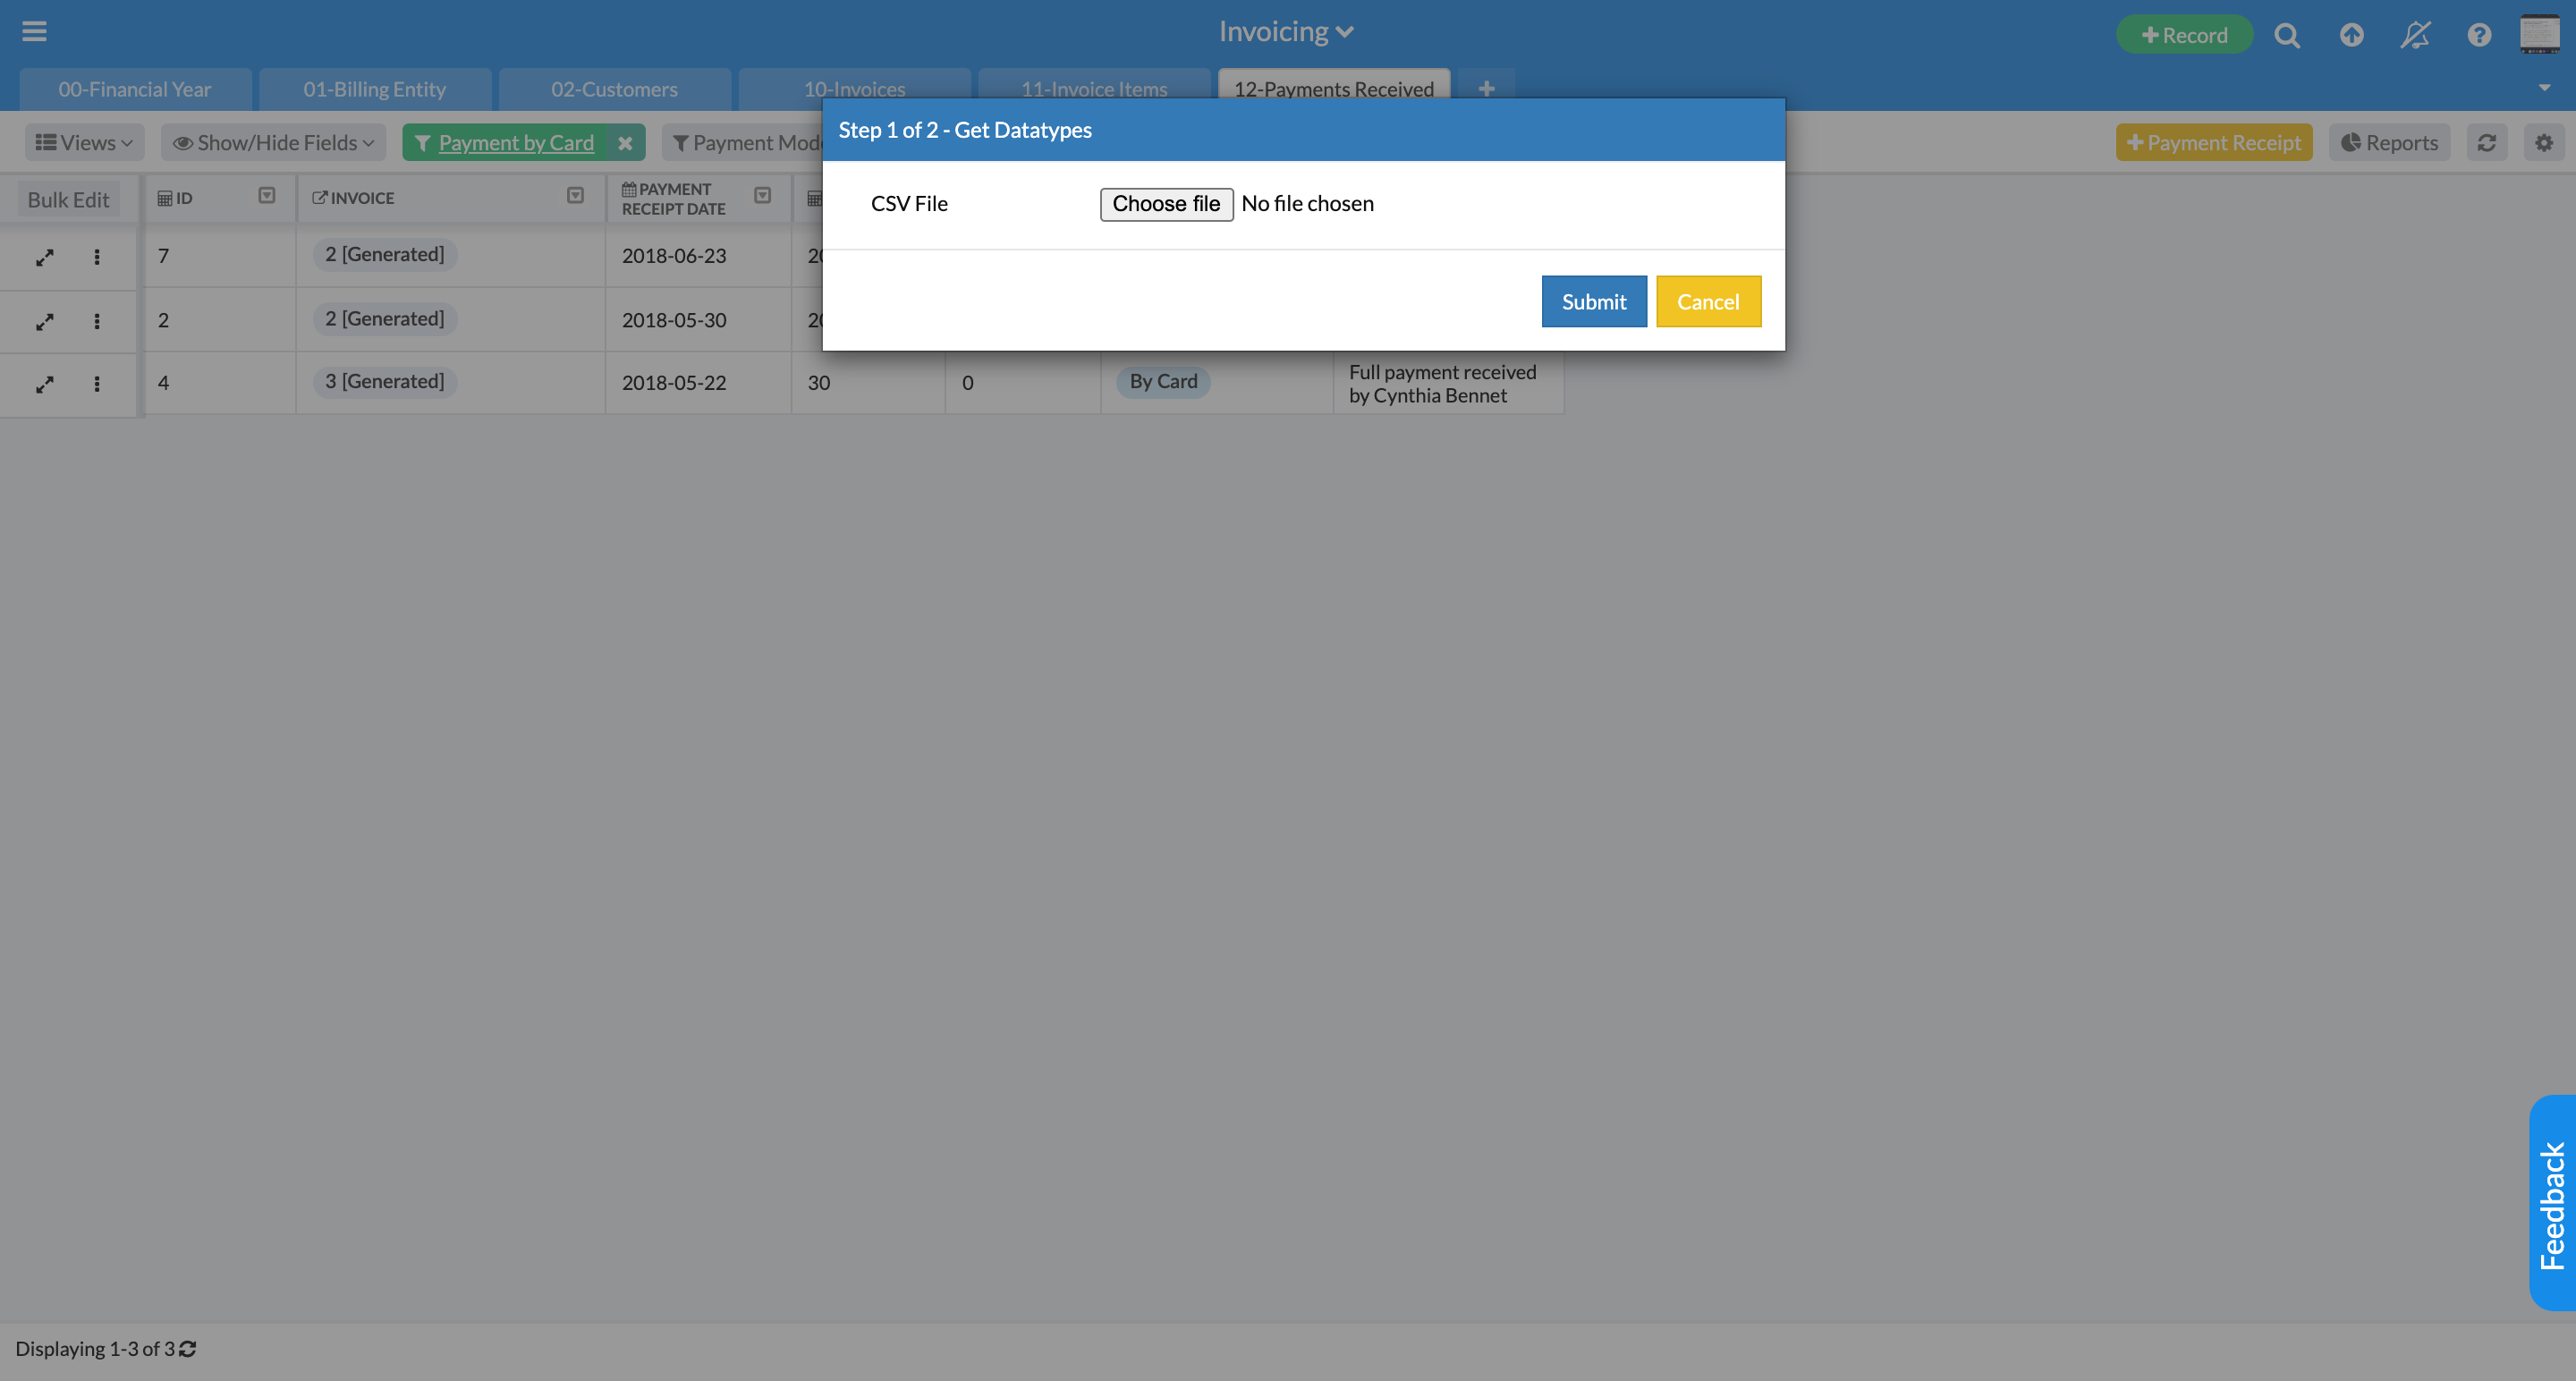 Invoicing
Record
00-Financial Year
01-Billing Entity
02-Customers
10-Invoices
11-Invoice Items
12-Payments Received
Views
Show/Hide Fields
Payment by Card
Payment Mod
Payment Receipt
Reports
Step 1 of 2 - Get Datatypes
CSV File
Choose file
No file chosen
Submit
Cancel
Bulk Edit
ID
INVOICE
PAYMENT
RECEIPT DATE
7
2 [Generated]
2018-06-23
2
2 [Generated]
2018-05-30
4
3 [Generated]
2018-05-22
30
0
By Card
Full payment received
by Cynthia Bennet
Feedback
Displaying 1-3 of 3